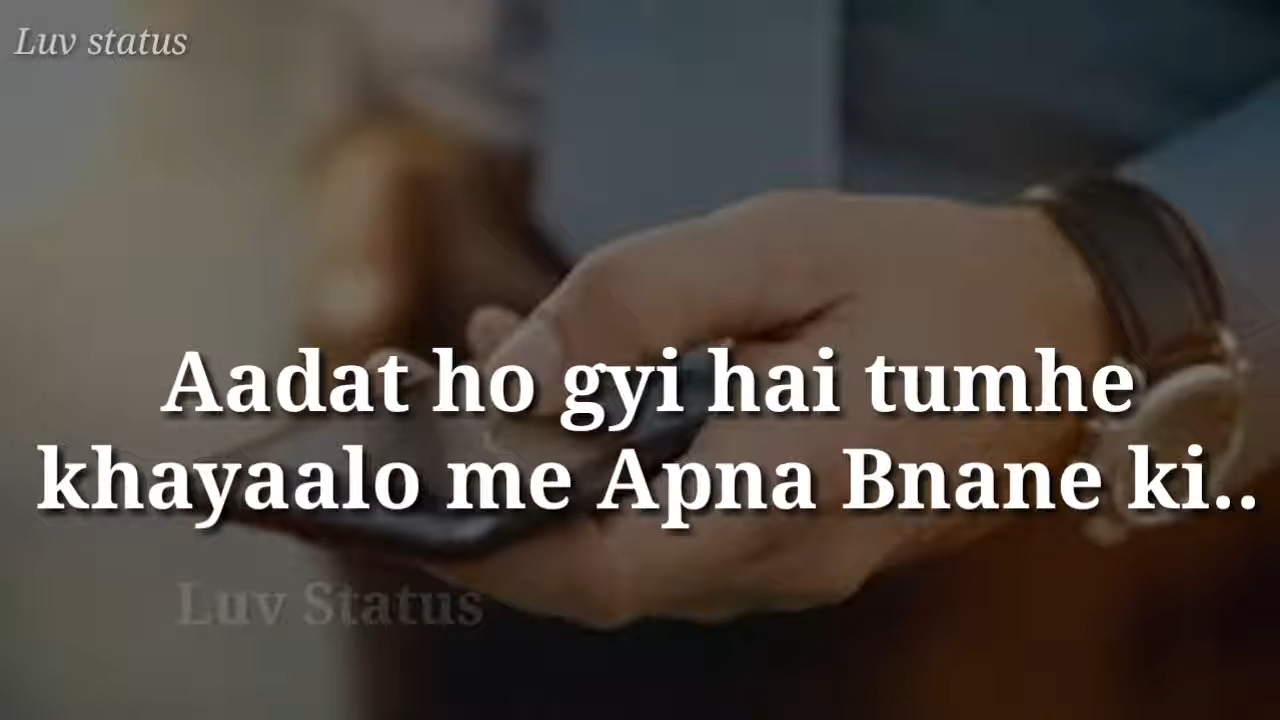 Luv status
Aadat ho gyi hai tumhe
khayaalo me Apna Bnane ki..
Luv Status